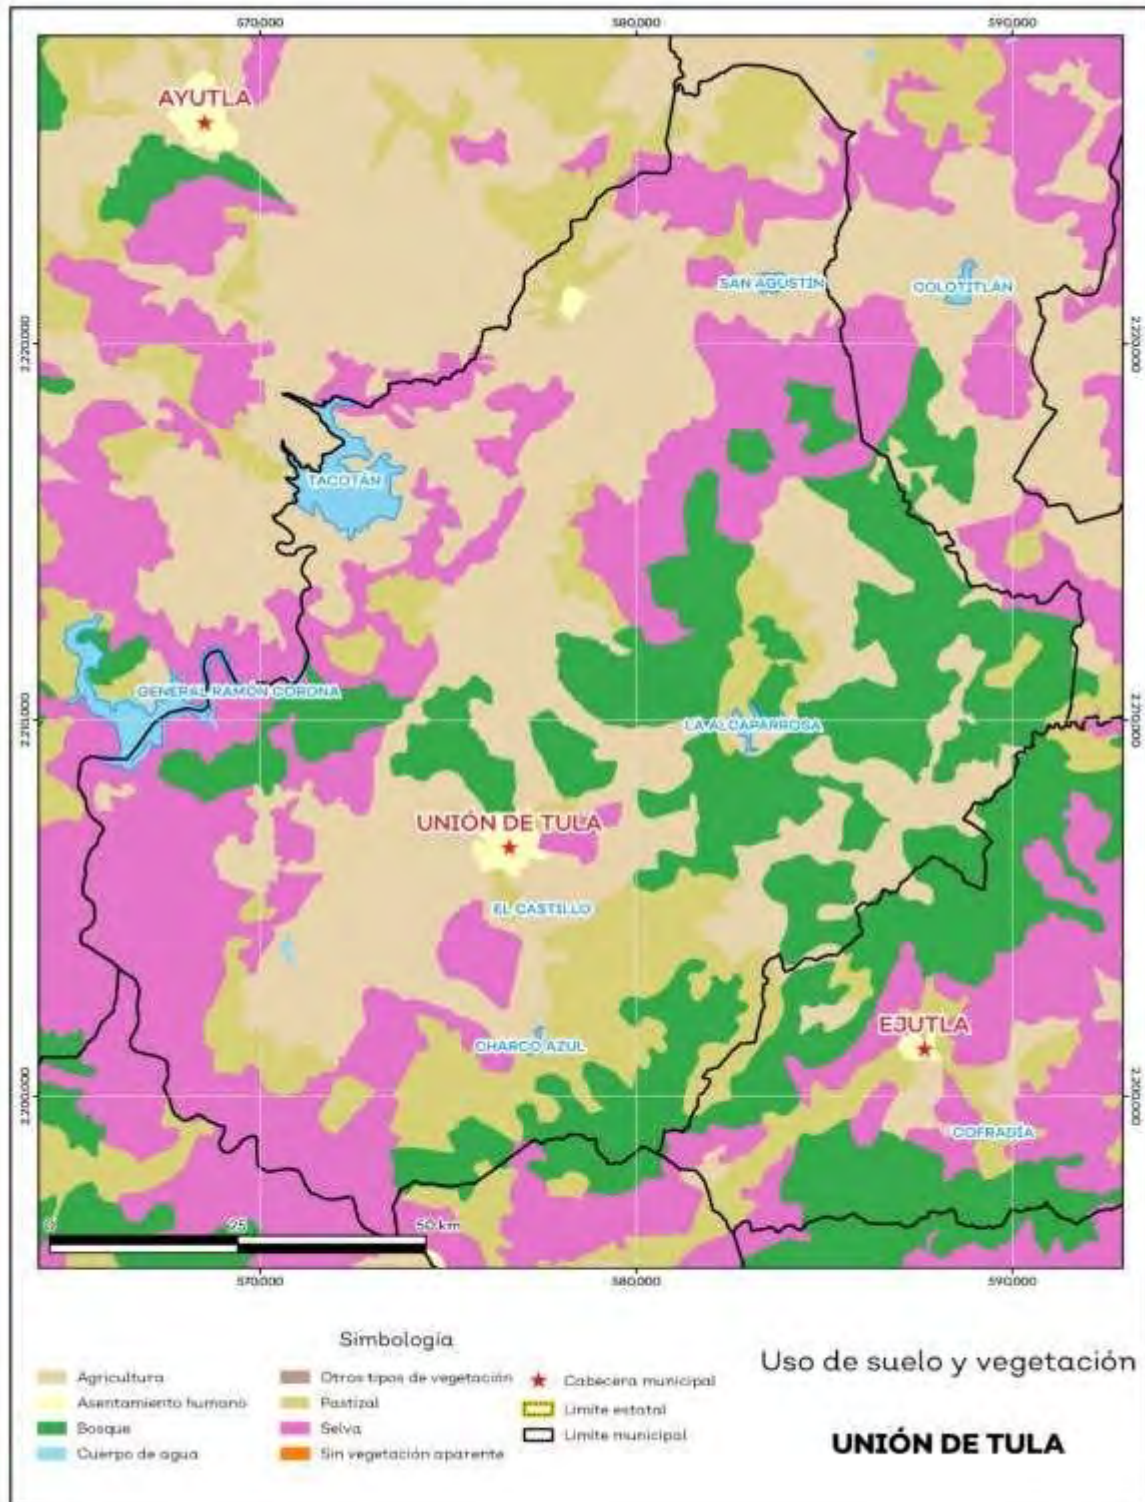 570,000 580,000 590,000
AYUTLA
SAN AGUSTÍN COLOTITLÁN
2,220,000 2,220,000
TACOTÁN
GENERAL RAMÓN CORONA
2,210,000 LA ALCAPARROSA 2,210,000
UNIÓN DE TULA
EL CASTILLO
EJUTLA
CHARCO AZUL
2,200,000 2,200,000
COFRADÍA
0 25 50 km
570,000 580,000 590,000
Simbología
Agricultura
Asentamiento humano
Bosque
Cuerpo de agua
Otros tipos de vegetación
Pastizal
Selva
Sin vegetación aparente
Cabecera municipal
Limite estatal
Limite municipal
Uso de suelo y vegetación
UNIÓN DE TULA